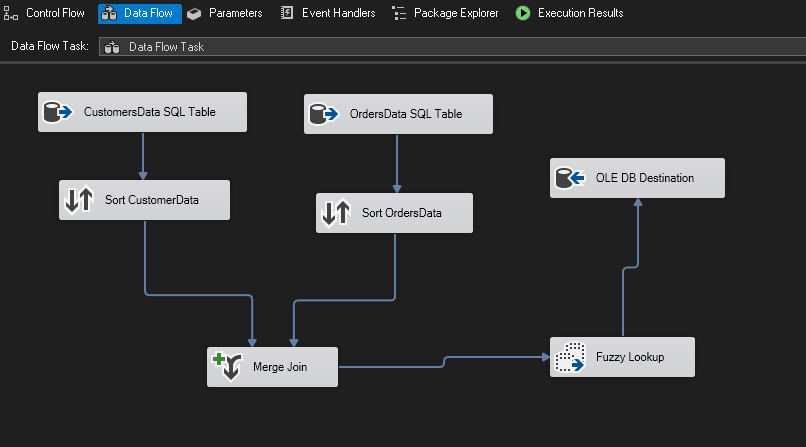 Control Flow
Data Flow
Parameters
Event Handlers
Package Explorer
Execution Results
Data Flow Task:
Data Flow Task
CustomersData SQL Table
OrdersData SQL Table
OLE DB Destination
Sort CustomerData
Sort OrdersData
Merge Join
Fuzzy Lookup